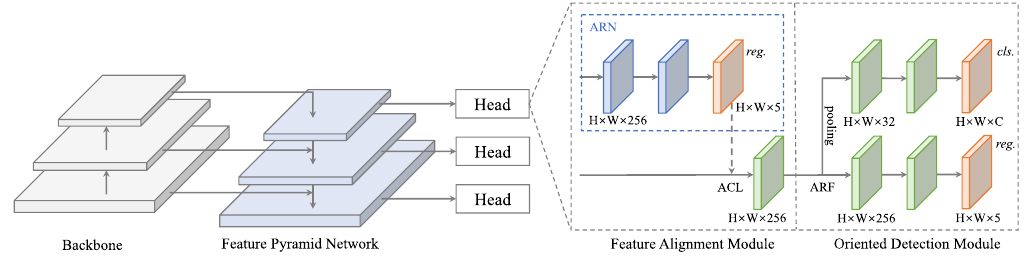 ARN
reg.
cls.
Head
H×W×256
H×W×5
pooling
H×W×32
H×W×C
Head
reg.
Head
ACL
ARF
H×W×256
H×W×256
H×W×5
Backbone
Feature Pyramid Network
Feature Alignment Module
Oriented Detection Module